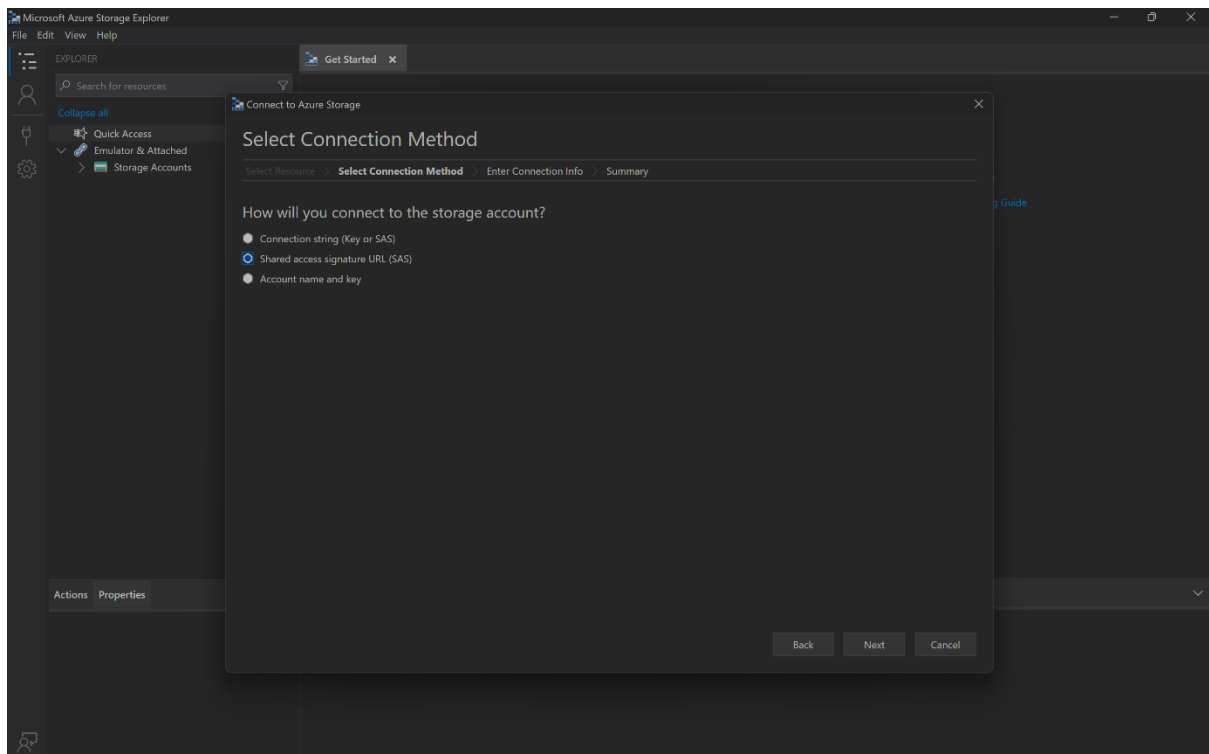 Microsoft Azure Storage Explorer
File Edit View Help
EXPLORER
Get Started
Search for resources
Collapse all
Quick Access
Emulator & Attached
Storage Accounts
Connect to Azure Storage
Select Connection Method
Select Resource > Select Connection Method > Enter Connection Info > Summary
How will you connect to the storage account?
Connection string (Key or SAS)
Shared access signature URL (SAS)
Account name and key
Guide
Actions Properties
Back Next Cancel